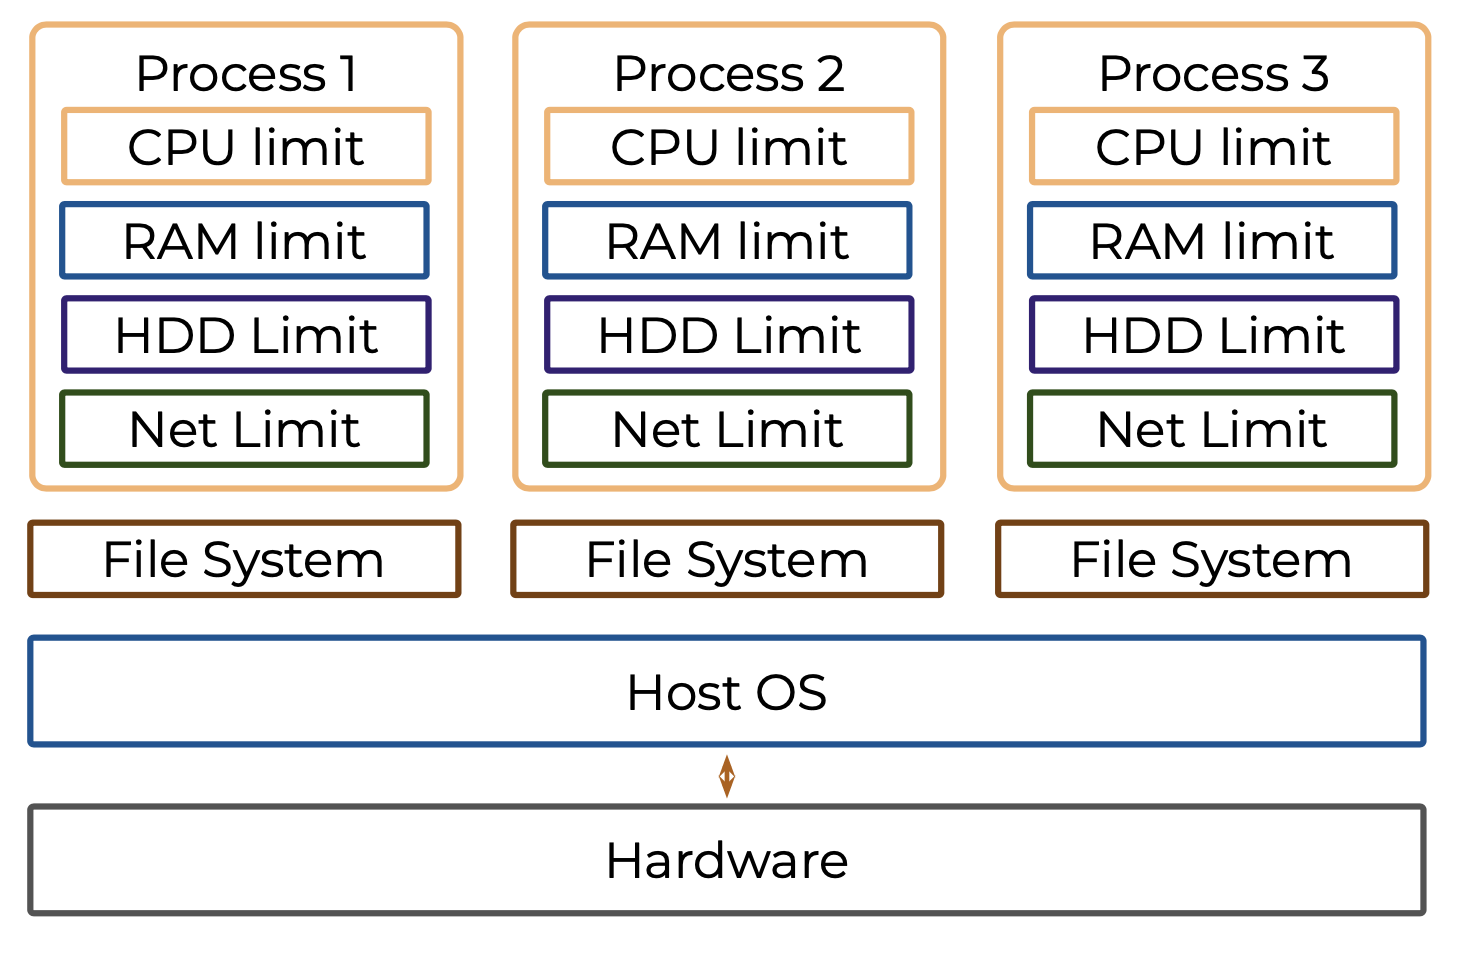 Process 1
CPU limit
RAM limit
HDD Limit
Net Limit
File System
Process 2
CPU limit
RAM limit
HDD Limit
Net Limit
File System
Process 3
CPU limit
RAM limit
HDD Limit
Net Limit
File System
Host OS
Hardware